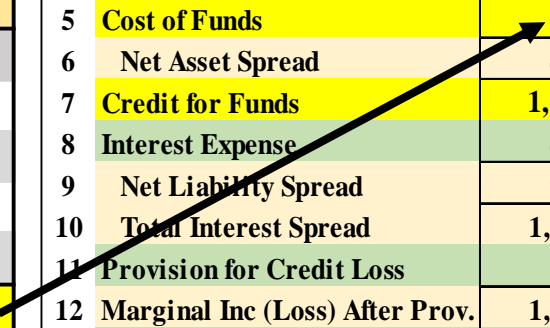 5 Cost of Funds
6 Net Asset Spread
7 Credit for Funds 1,
8 Interest Expense
9 Net Liability Spread
10 Total Interest Spread 1,
11 Provision for Credit Loss
12 Marginal Inc (Loss) After Prov. 1,